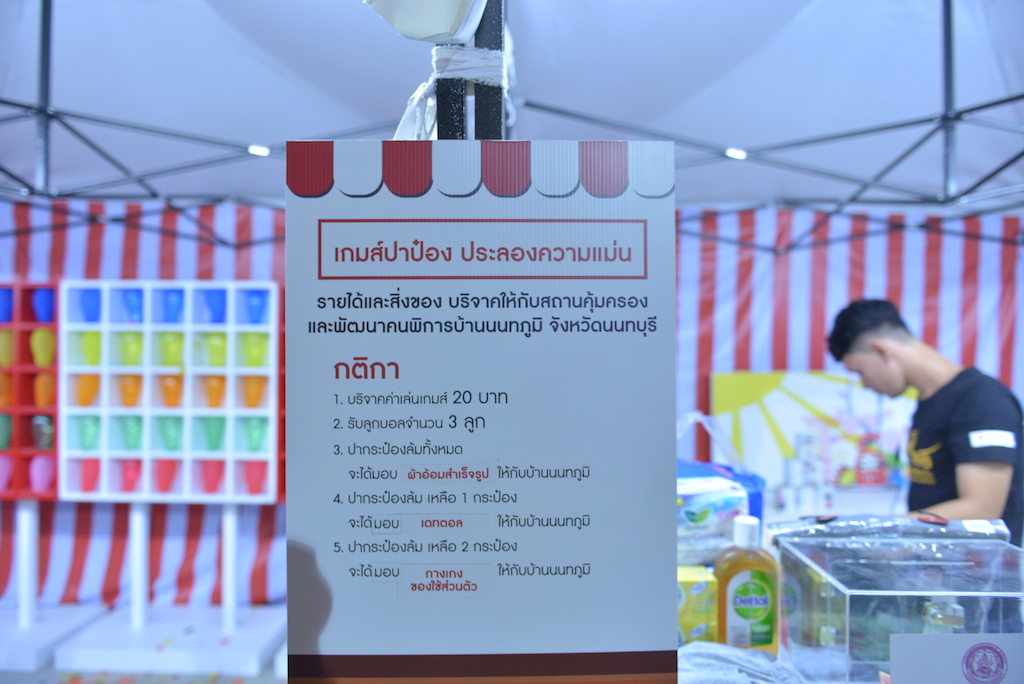 เกมส์ปาป๋อง ประลองความแม่น
รายได้และสิ่งของ บริจาคให้กับสถานคุ้มครอง
และพัฒนาคนพิการบ้านนนทภูมิ จังหวัดนนทบุรี
กติกา
1. บริจาคค่าเล่นเกมส์ 20 บาท
2. รับลูกบอลจำนวน 3 ลูก
3. ปากระป๋องล้มทั้งหมด
จะได้มอบ ผ้าอ้อมสำเร็จรูป ให้กับบ้านนนทภูมิ
4. ปากระป๋องล้ม เหลือ 1 กระป๋อง
จะได้มอบ เดทตอล ให้กับบ้านนนทภูมิ
5. ปากระป๋องล้ม เหลือ 2 กระป๋อง
จะได้มอบ กางเกง ให้กับบ้านนนทภูมิ
ของใช้ส่วนตัว
Dettol